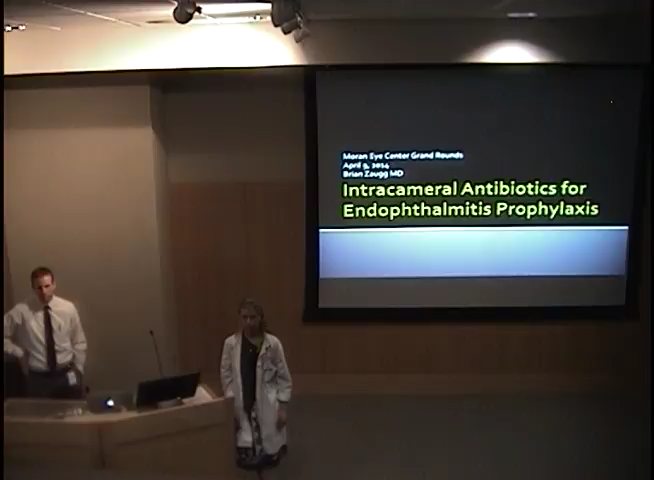 Moran Eye Center Grand Rounds
April 9, 2014
Brian Zaugg MD
Intracameral Antibiotics for
Endophthalmitis Prophylaxis